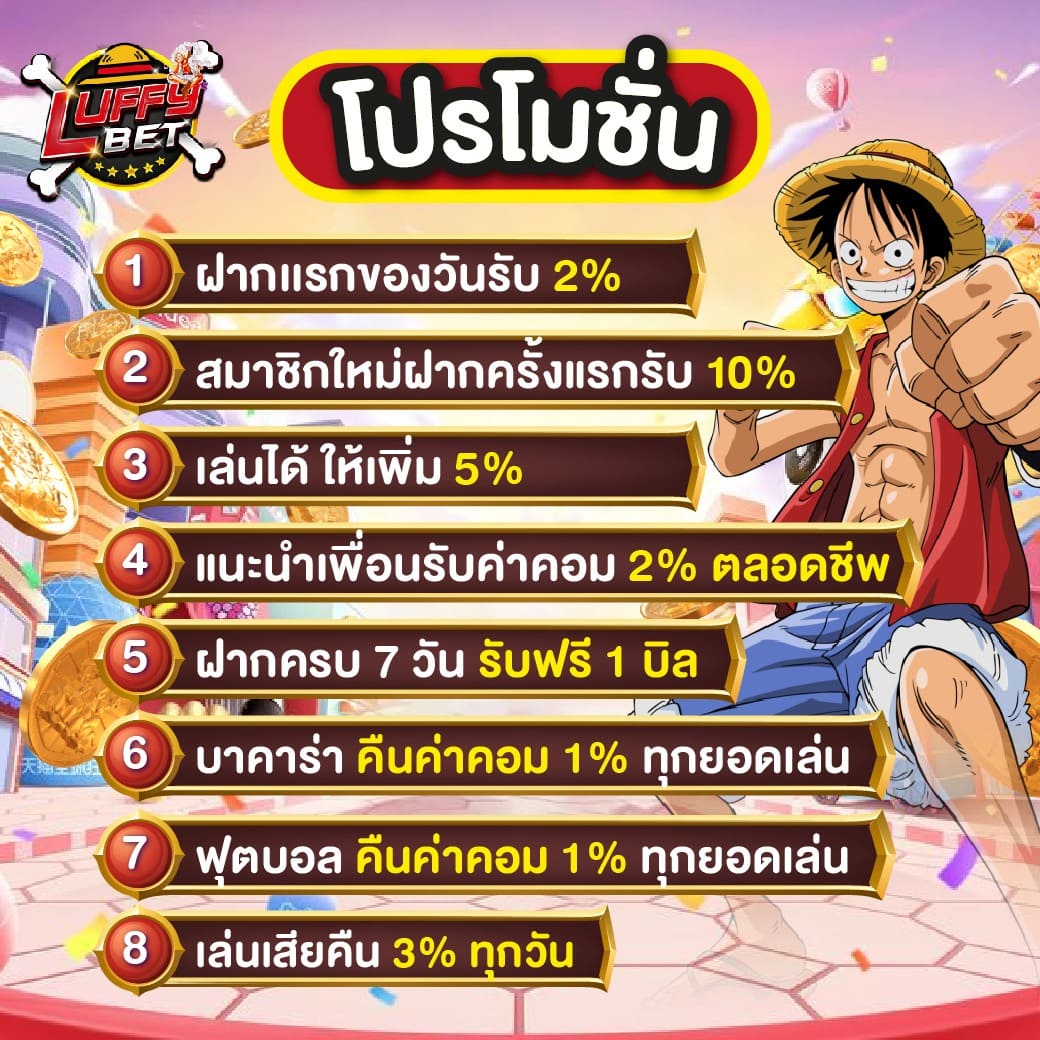 LUFFY
BET
โปรโมชั่น
1 ฝากแรกของวันรับ 2%
2 สมาชิกใหม่ฝากครั้งแรกรับ 10%
3 เล่นได้ ให้เพิ่ม 5%
4 แนะนำเพื่อนรับค่าคอม 2% ตลอดชีพ
5 ฝากครบ 7 วัน รับฟรี 1 บิล
6 บาคาร่า คืนค่าคอม 1% ทุกยอดเล่น
7 ฟุตบอล คืนค่าคอม 1% ทุกยอดเล่น
8 เล่นเสียคืน 3% ทุกวัน